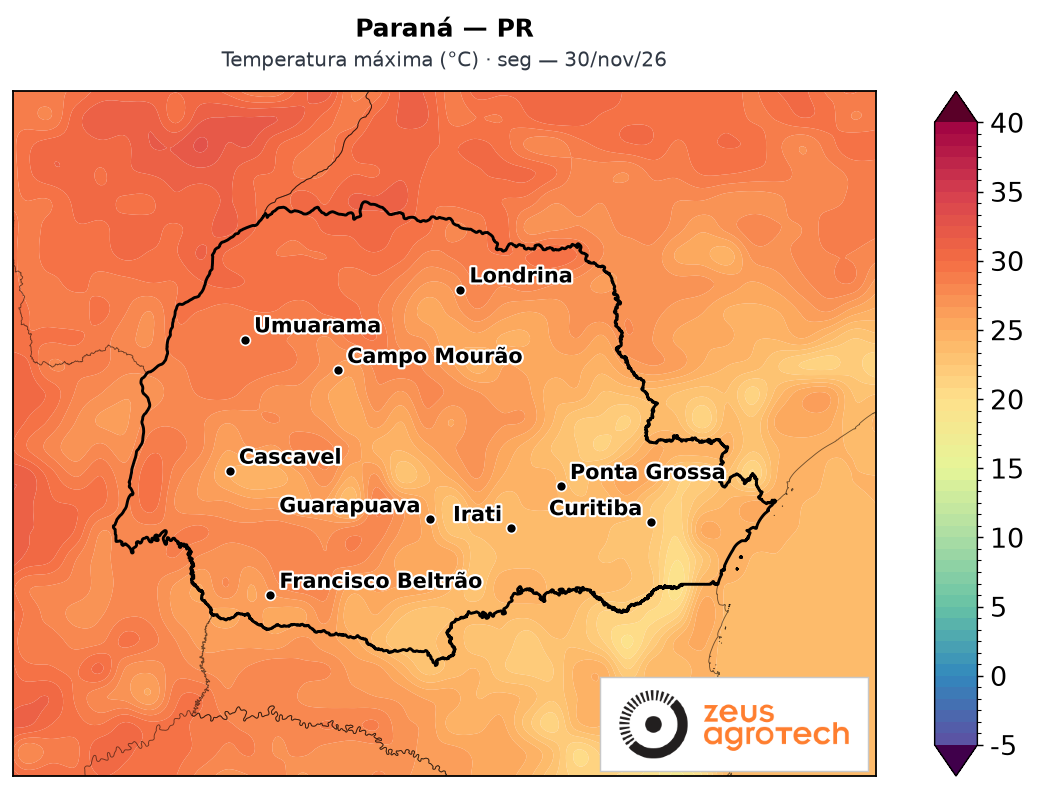 Paraná — PR
Temperatura máxima (°C) · seg — 30/nov/26
Londrina
Umuarama
Campo Mourão
Cascavel
Ponta Grossa
Guarapuava
Irati
Curitiba
Francisco Beltrão
zeus
agrotech
40
35
30
25
20
15
10
5
0
-5